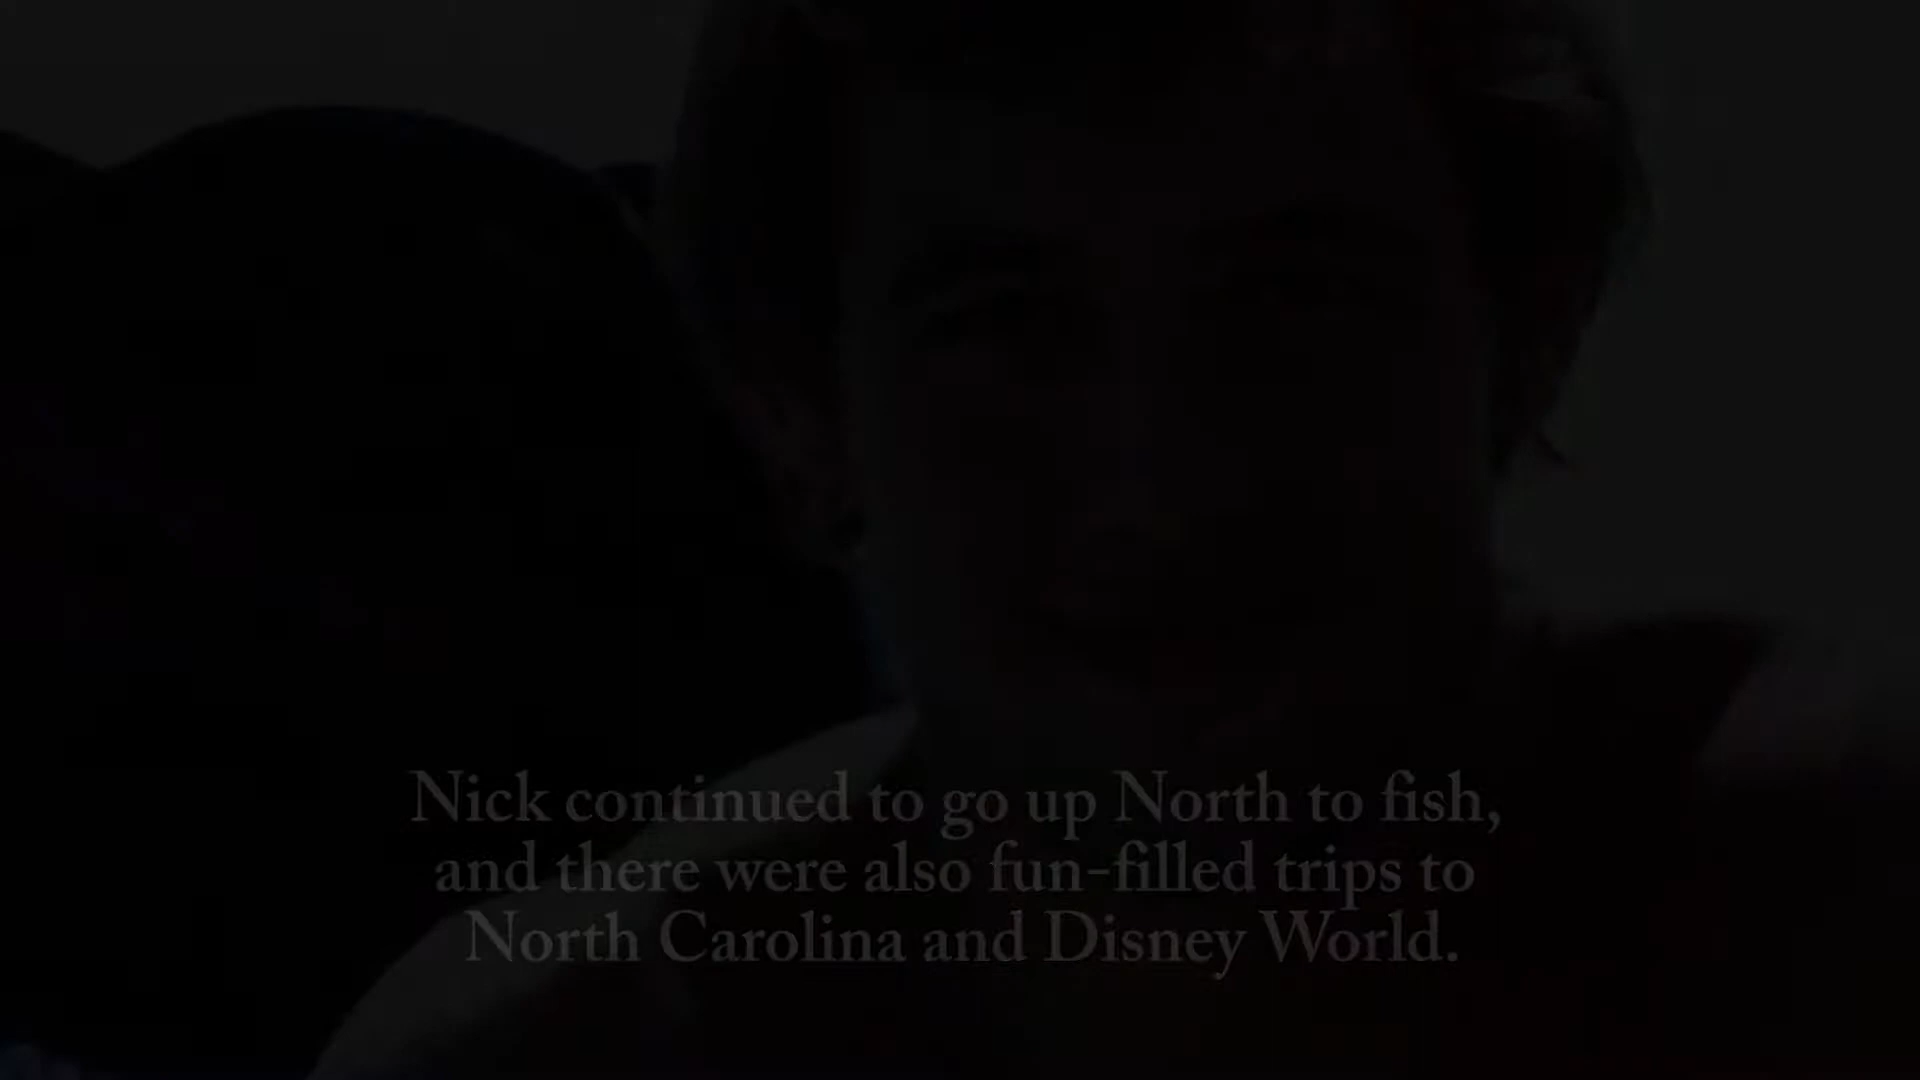 Nick continued to go up North to fish,
and there were also fun-filled trips to
North Carolina and Disney World.